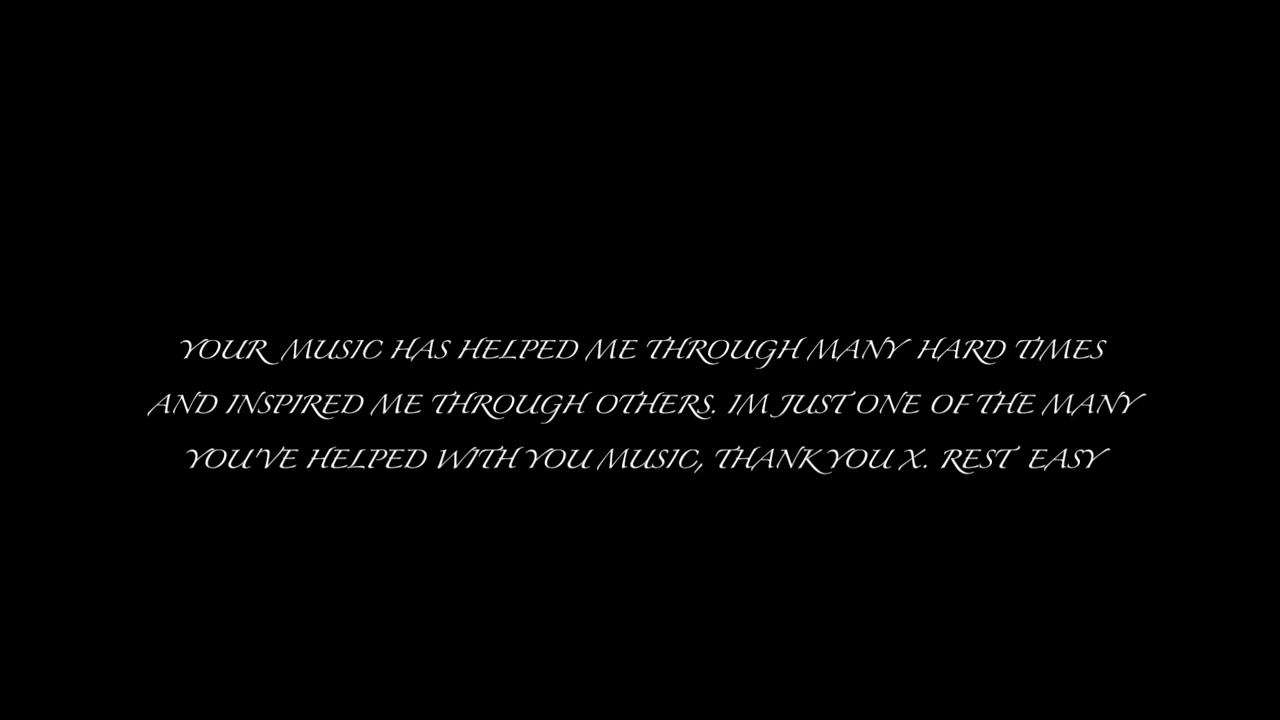 YOUR MUSIC HAS HELPED ME THROUGH MANY HARD TIMES
AND INSPIRED ME THROUGH OTHERS. IM JUST ONE OF THE MANY
YOU'VE HELPED WITH YOU MUSIC, THANK YOU X. REST EASY